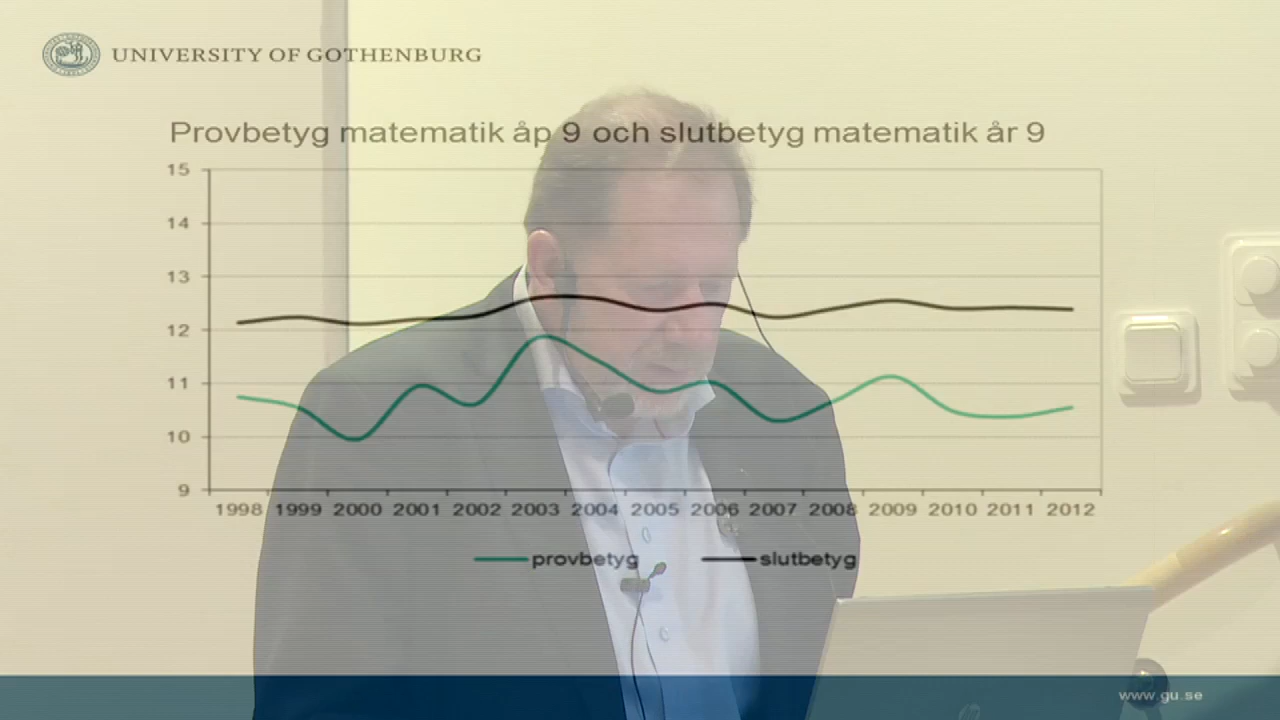 UNIVERSITY OF GOTHENBURG
Provbetyg matematik åp 9 och slutbetyg matematik år 9
15
14
13
12
11
10
9
1998 1999 2000 2001 2002 2003 2004 2005 2006 2007 2008 2009 2010 2011 2012
provbetyg slutbetyg
www.gu.se